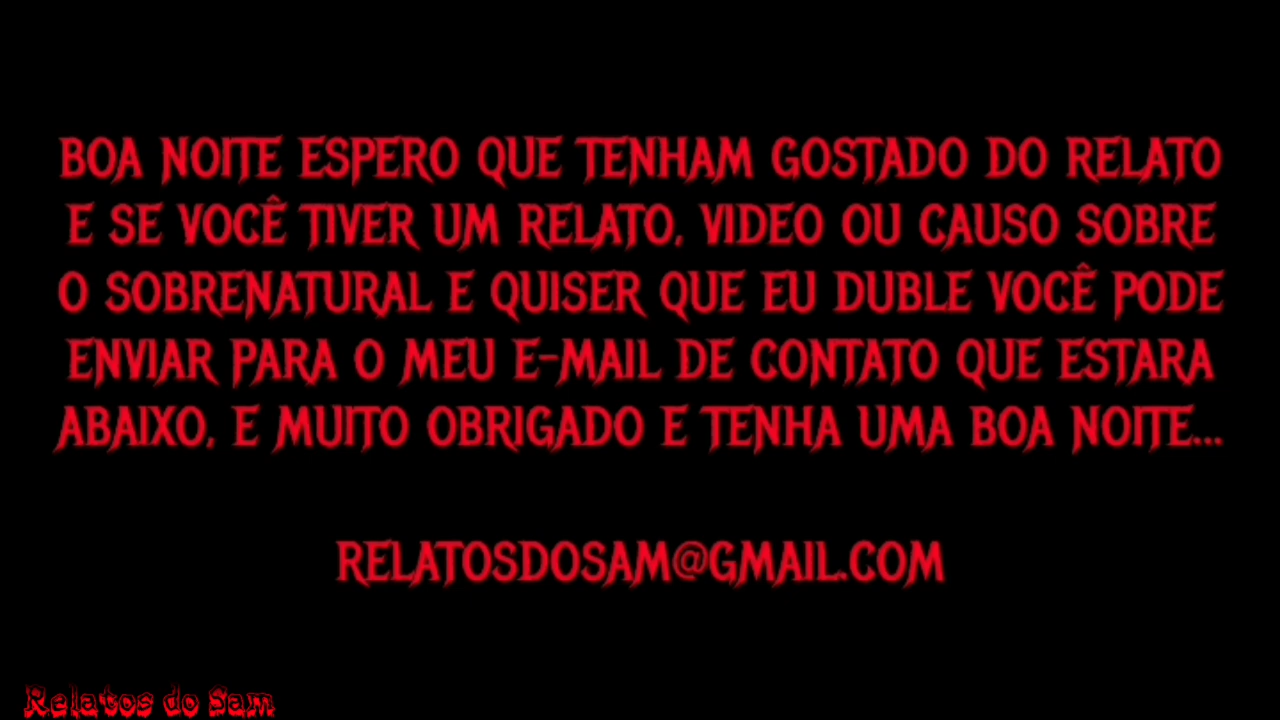 BOA NOITE ESPERO QUE TENHAM GOSTADO DO RELATO
E SE VOCÊ TIVER UM RELATO, VIDEO OU CAUSO SOBRE
O SOBRENATURAL E QUISER QUE EU DUBLE VOCÊ PODE
ENVIAR PARA O MEU E-MAIL DE CONTATO QUE ESTARA
ABAIXO, E MUITO OBRIGADO E TENHA UMA BOA NOITE...
RELATOSDOSAM@GMAIL.COM
Relatos do Sam